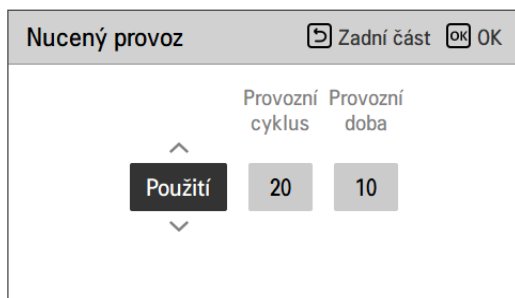 Nucený provoz Zadní část OK OK
Provozní Provozní
cyklus doba
Použití 20 10